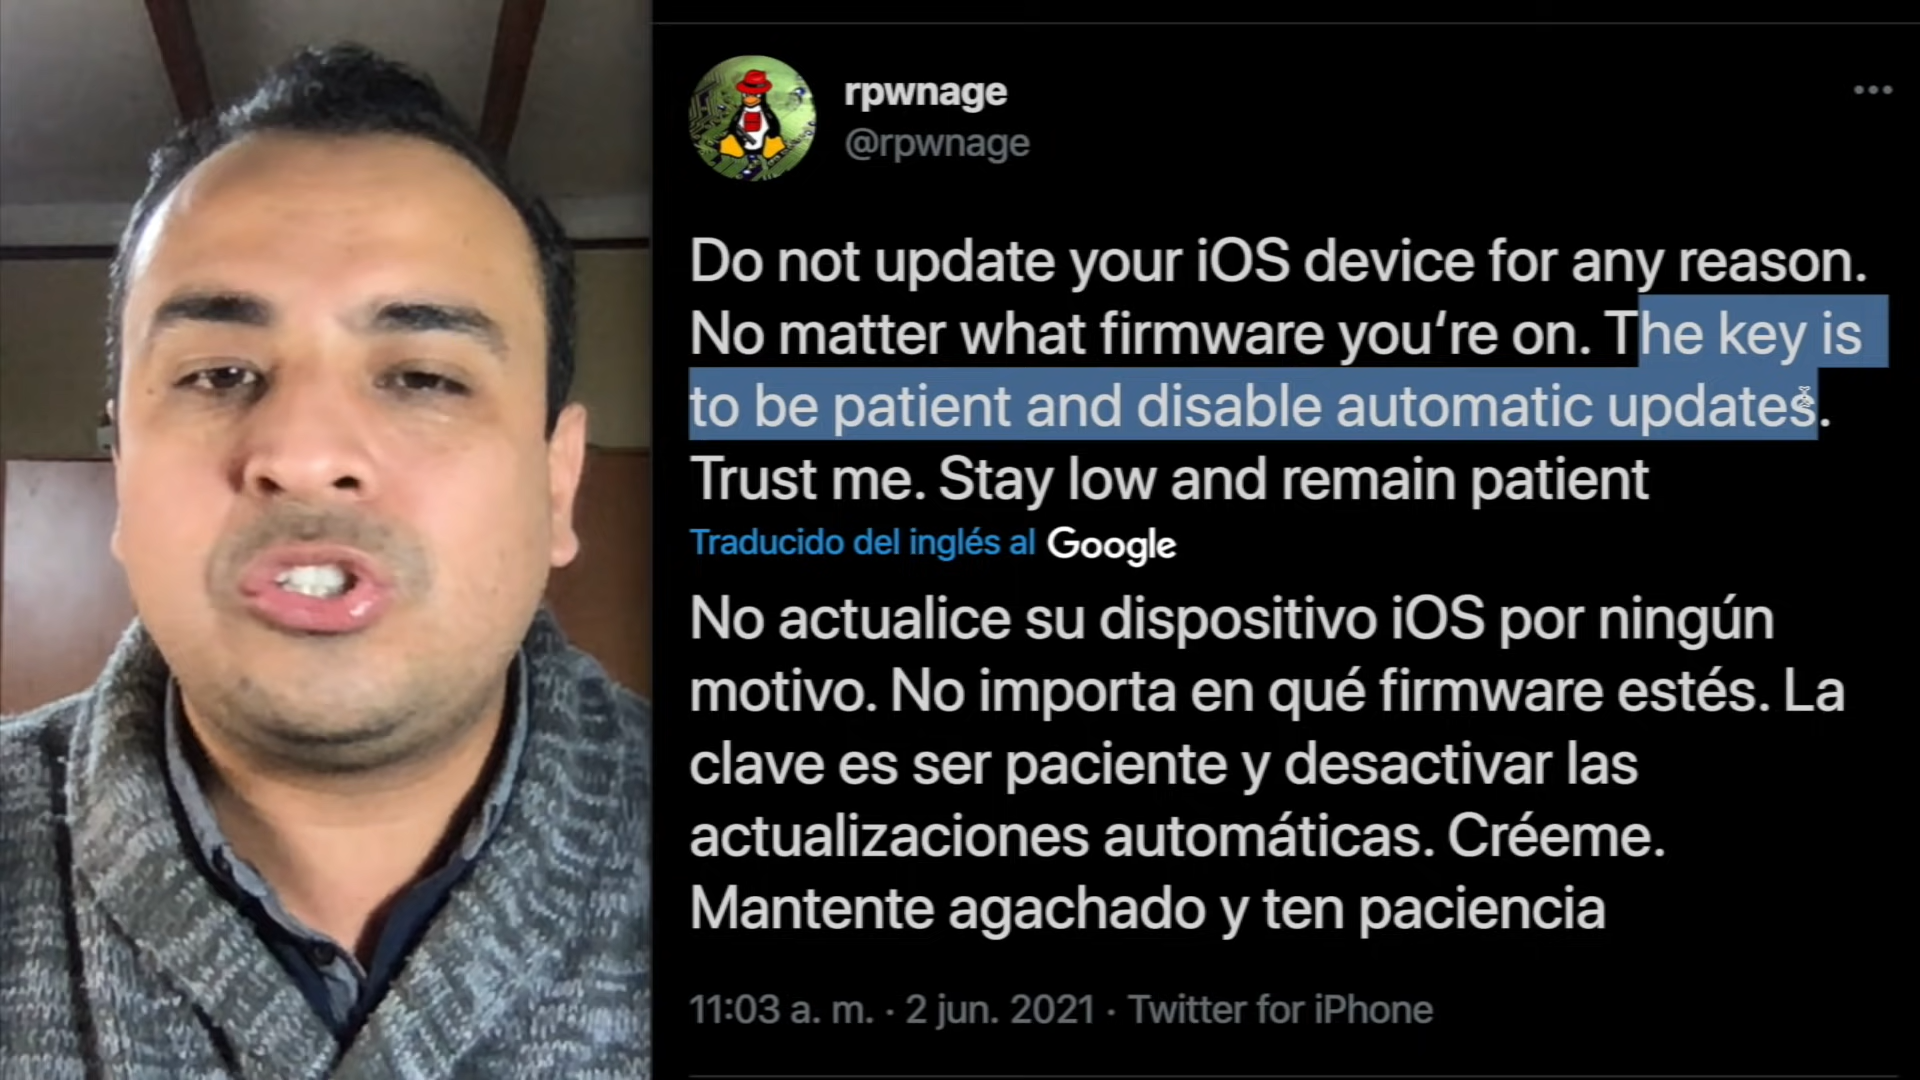 rpwnage
@rpwnage
Do not update your iOS device for any reason.
No matter what firmware you‘re on. The key is
to be patient and disable automatic updates.
Trust me. Stay low and remain patient
Traducido del inglés al Google
No actualice su dispositivo iOS por ningún
motivo. No importa en qué firmware estés. La
clave es ser paciente y desactivar las
actualizaciones automáticas. Créeme.
Mantente agachado y ten paciencia
11:03 a. m. · 2 jun. 2021 · Twitter for iPhone